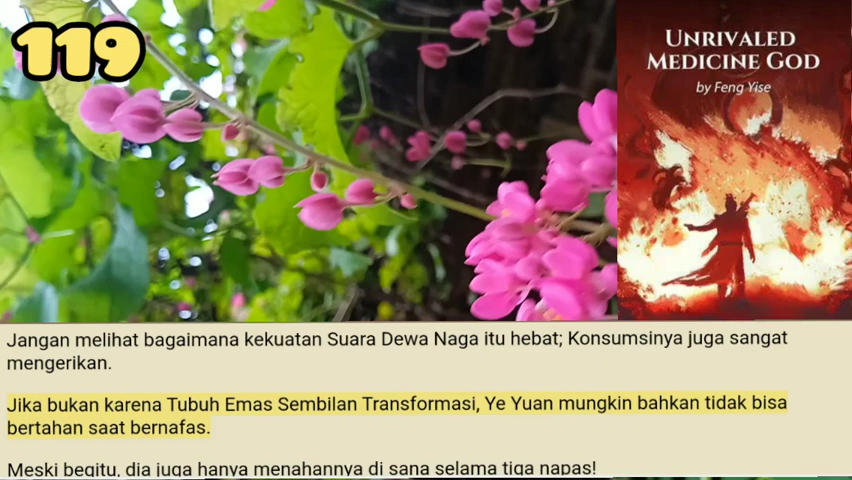 119
UNRIVALED
MEDICINE GOD
by Feng Yise
Jangan melihat bagaimana kekuatan Suara Dewa Naga itu hebat; Konsumsinya juga sangat
mengerikan.
Jika bukan karena Tubuh Emas Sembilan Transformasi, Ye Yuan mungkin bahkan tidak bisa
bertahan saat bernafas.
Meski begitu, dia juga hanya menahannya di sana selama tiga napas!